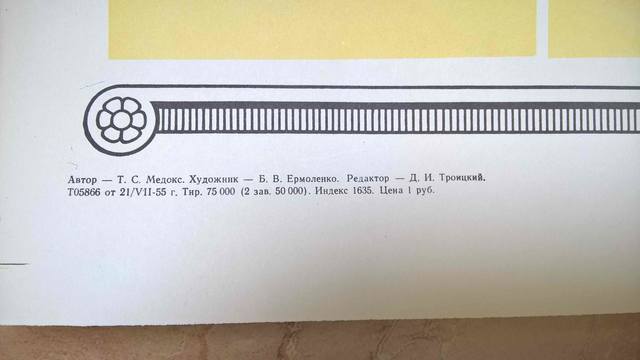 Автор — Т. С. Медокс. Художник — Б. В. Ермоленко. Редактор — Д. И. Троицкий.
Т05866 от 21/VII-55 г. Тир. 75 000 (2 зав. 50 000). Индекс 1635. Цена 1 руб.